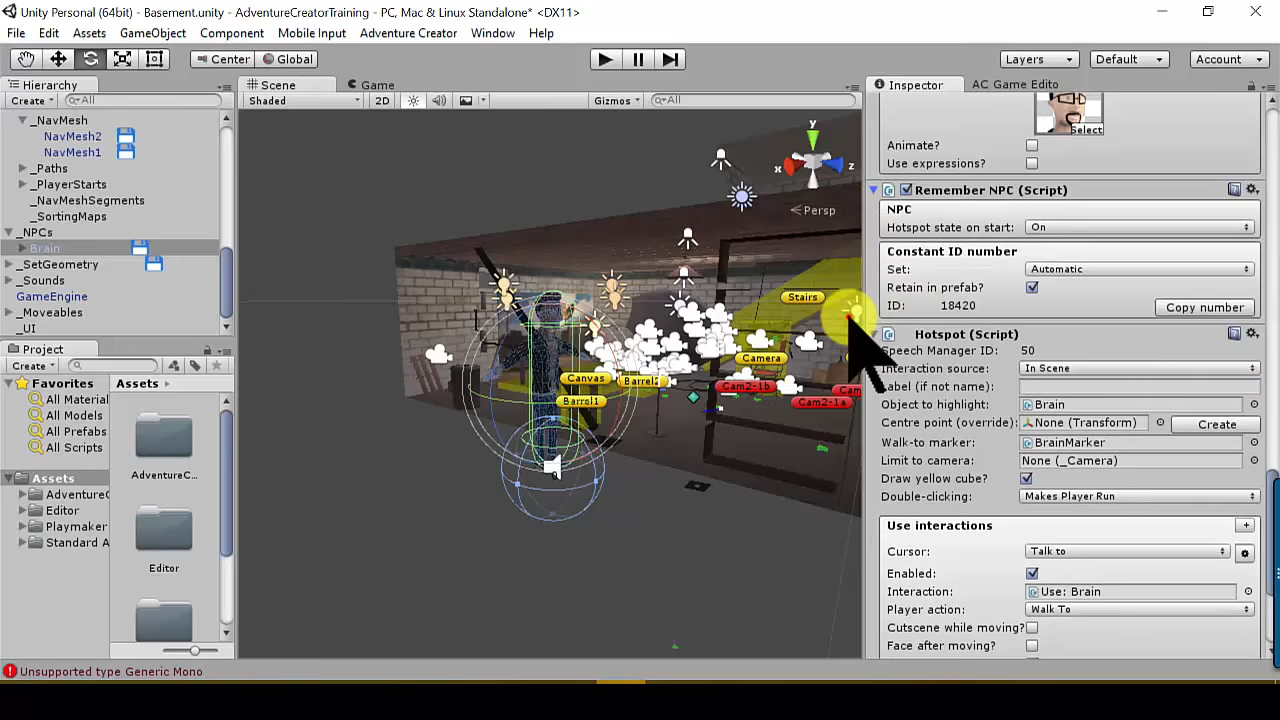 Unity Personal (64bit) - Basement.unity - AdventureCreatorTraining - PC, Mac & Linux Standalone* <DX11>
File Edit Assets GameObject Component Mobile Input Adventure Creator Window Help
Center Global Layers Default Account
Hierarchy
Create All
_NavMesh
NavMesh2
NavMesh1
_Paths
_PlayerStarts
_NavMeshSegments
_SortingMaps
_NPCs
Brain
_SetGeometry
_Sounds
GameEngine
_Moveables
_UI
Project
Create
Favorites
All Material
All Models
All Prefabs
All Scripts
Assets
AdventureC
Editor
Playmaker
Standard A
Assets
AdventureC...
Editor
Scene Game
Shaded 2D Gizmos All
y
x z
Persp
Stairs
Camera
Canvas Barrel2
Cam2-1b
Barrel1
Cam2-1a
Cam
Inspector AC Game Edito
Select
Animate?
Use expressions?
Remember NPC (Script)
NPC
Hotspot state on start: On
Constant ID number
Set: Automatic
Retain in prefab?
ID: 18420 Copy number
Hotspot (Script)
Speech Manager ID: 50
Interaction source: In Scene
Label (if not name):
Object to highlight: Brain
Centre point (override): None (Transform) Create
Walk-to marker: BrainMarker
Limit to camera: None (_Camera)
Draw yellow cube?
Double-clicking: Makes Player Run
Use interactions +
Cursor: Talk to
Enabled:
Interaction: Use: Brain
Player action: Walk To
Cutscene while moving?
Face after moving?
Unsupported type Generic Mono